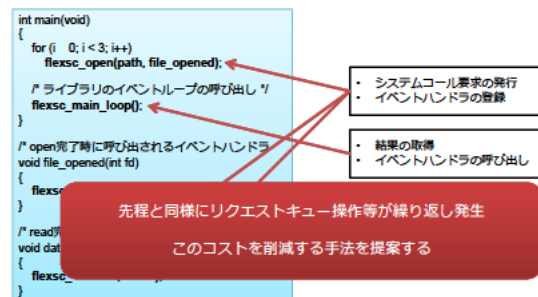 int main(void)
{
for (i 0; i < 3; i++)
flexsc_open(path, file_opened);
/* ライブラリのイベントループの呼び出し */
flexsc_main_loop();
}
/* open完了時に呼び出されるイベントハンドラ
void file_opened(int fd)
{
flexsc
}
/* read完
void dat
{
flexsc_
}
• システムコール要求の発行
• イベントハンドラの登録
• 結果の取得
• イベントハンドラの呼び出し
先程と同様にリクエストキュー操作等が繰り返し発生
このコストを削減する手法を提案する